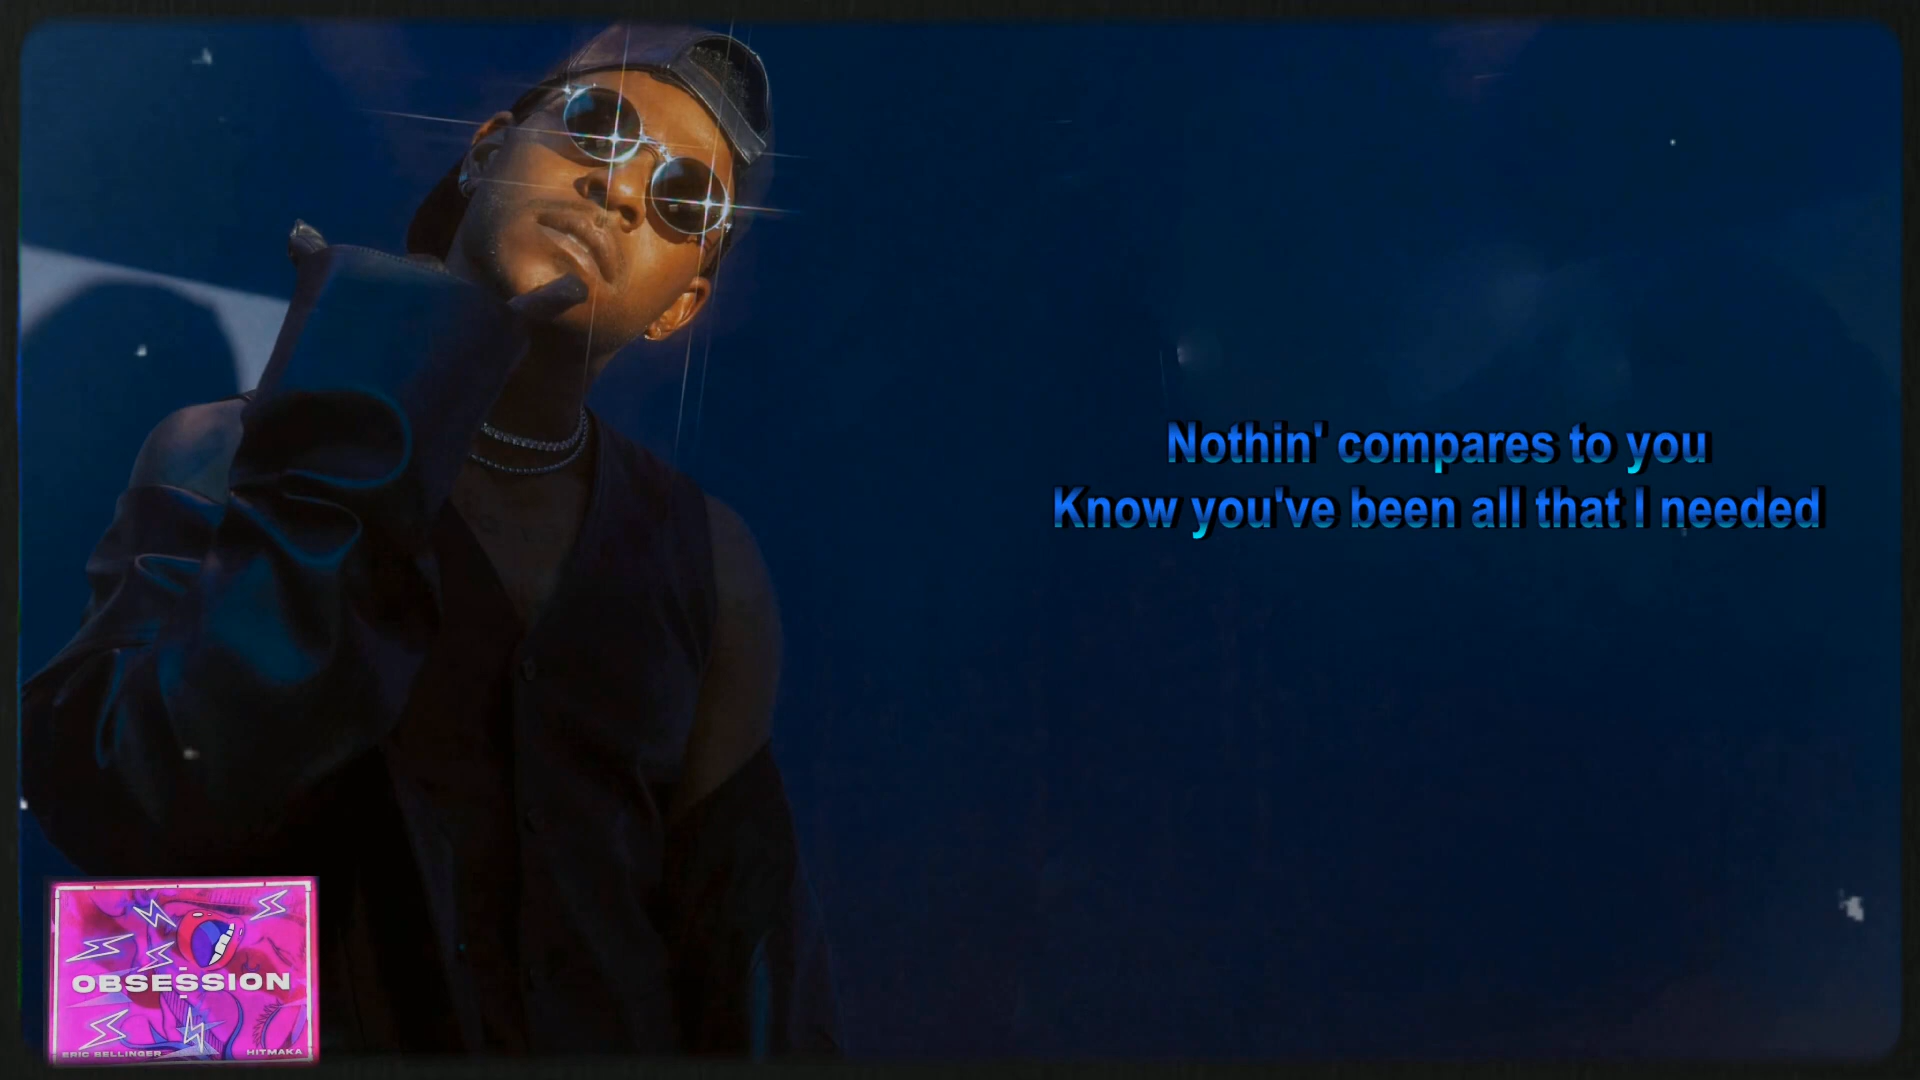 Nothin' compares to you
Know you've been all that I needed
OBSESSION
ERIC BELLINGER
HITMAKA